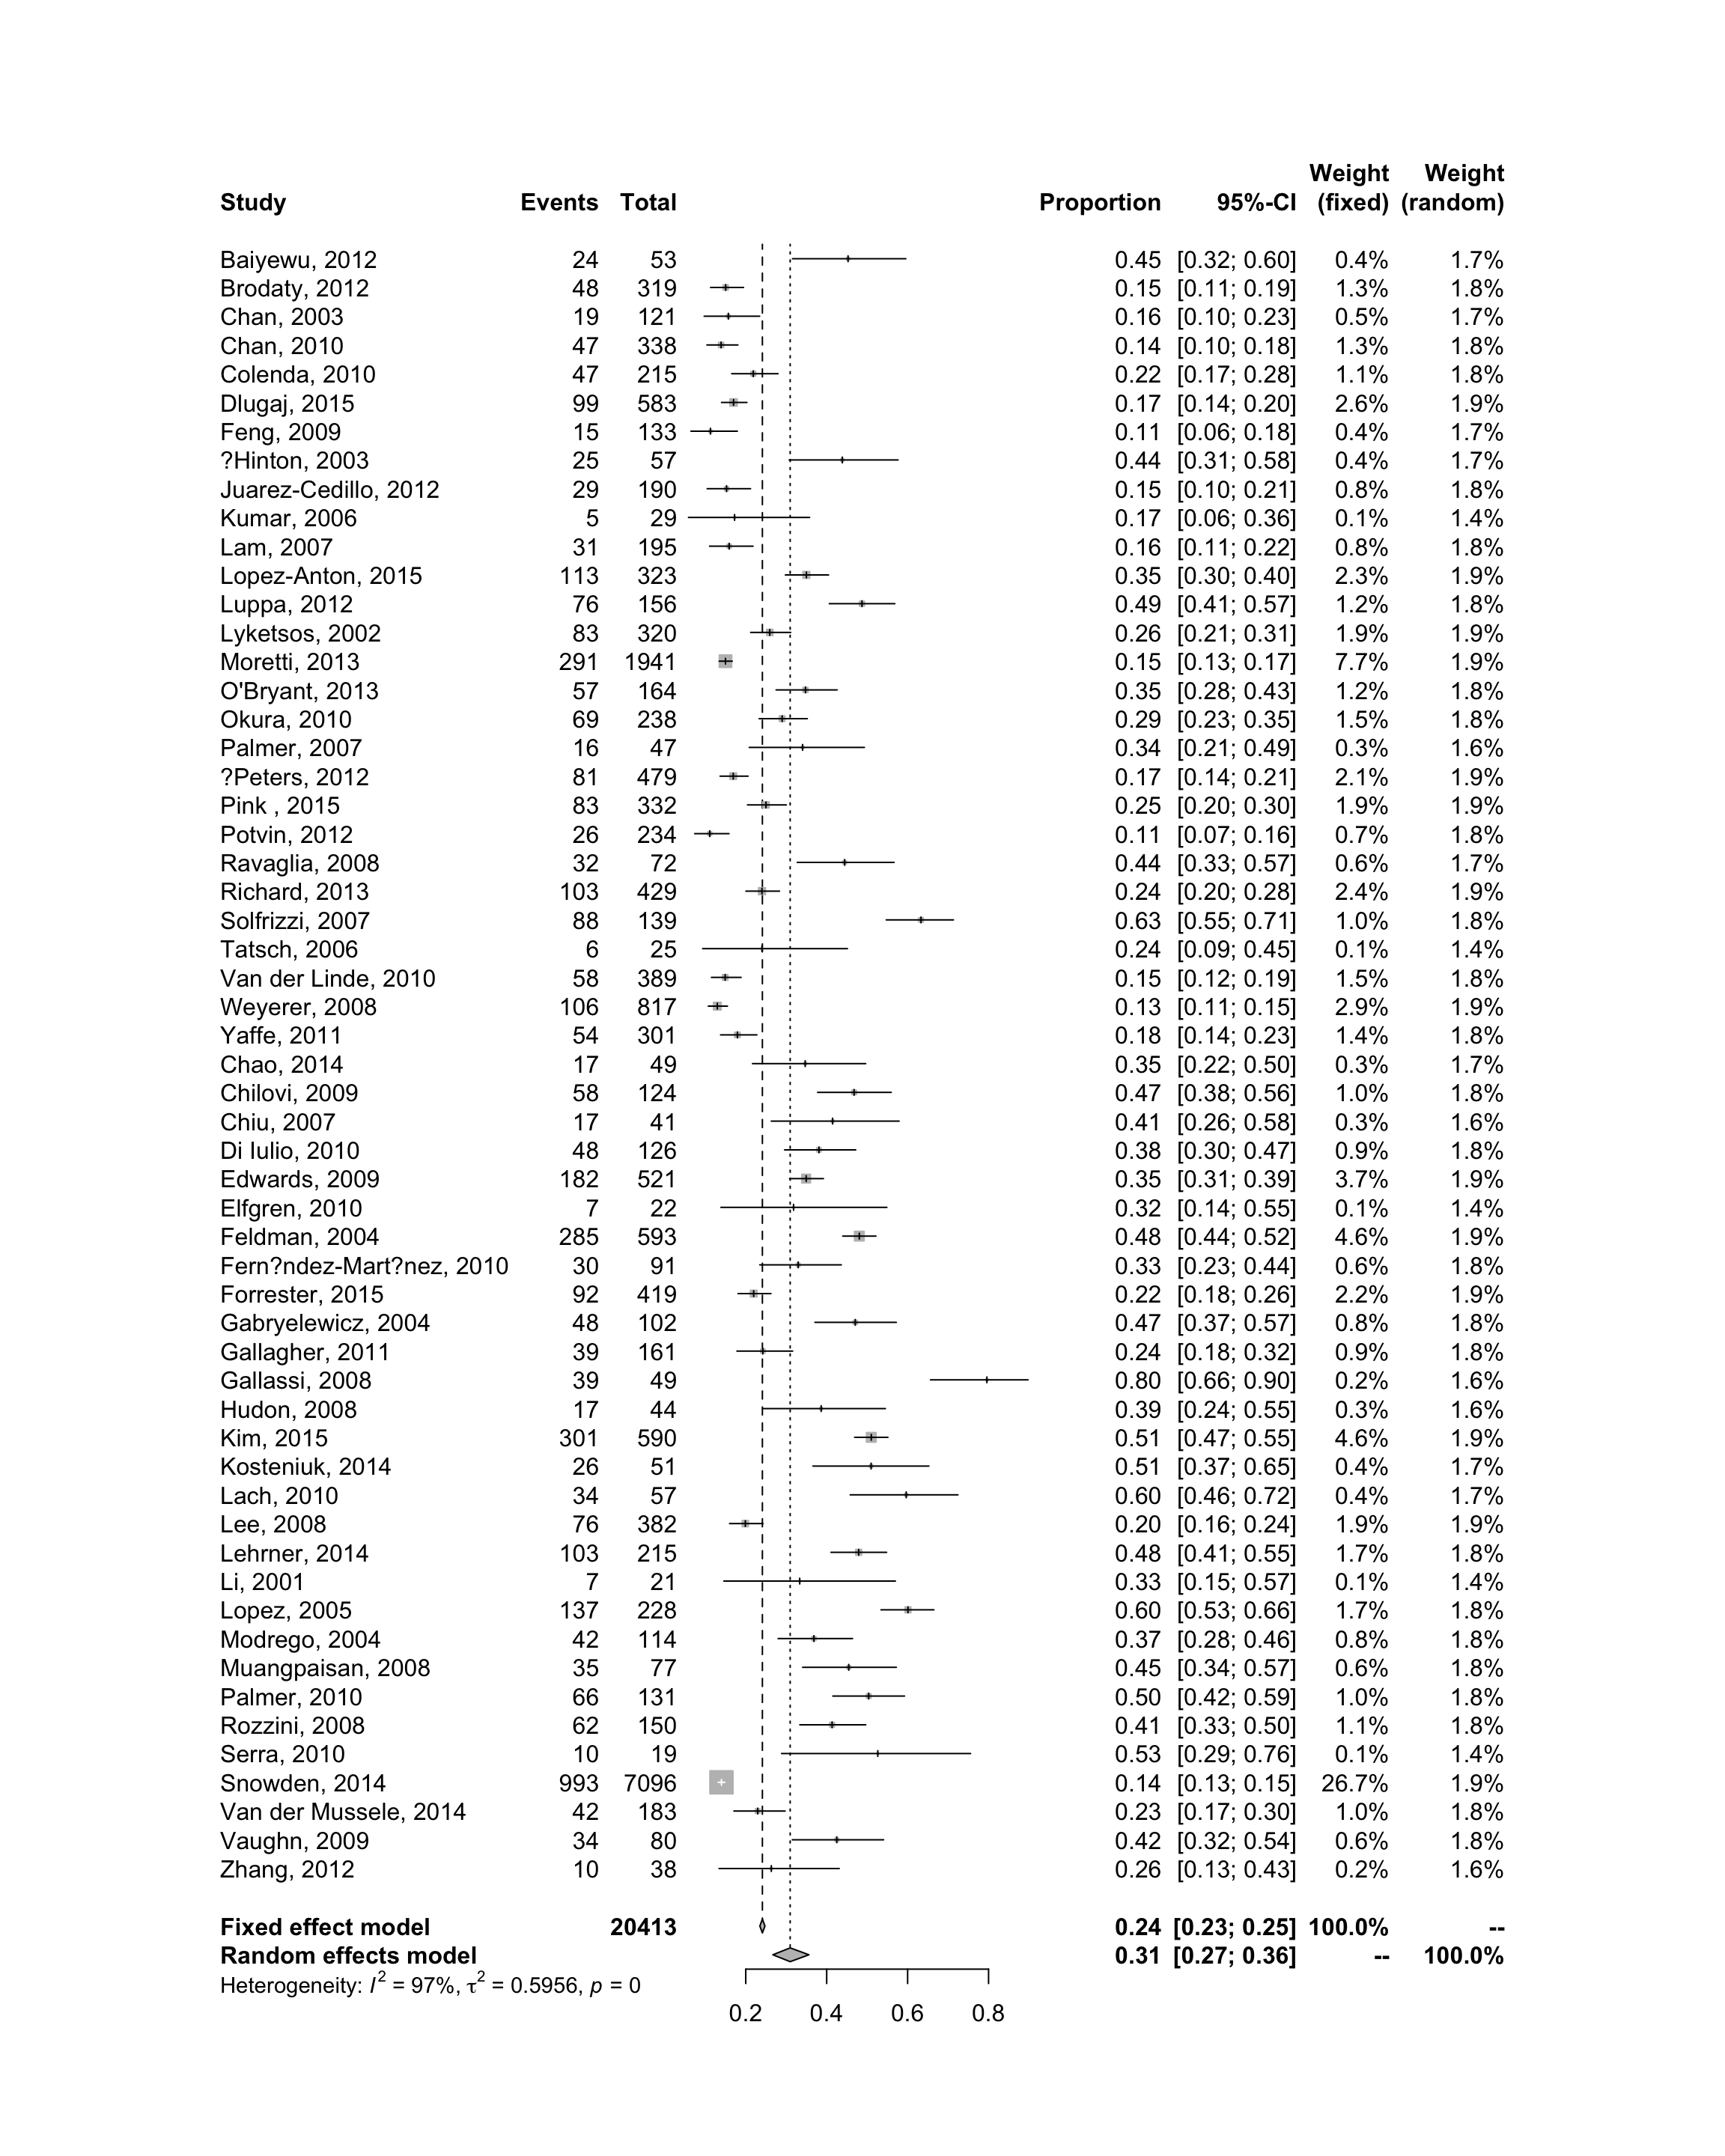 Weight Weight
Study Events Total Proportion 95%-CI (fixed) (random)
Baiyewu, 2012 24 53 0.45 [0.32; 0.60] 0.4% 1.7%
Brodaty, 2012 48 319 0.15 [0.11; 0.19] 1.3% 1.8%
Chan, 2003 19 121 0.16 [0.10; 0.23] 0.5% 1.7%
Chan, 2010 47 338 0.14 [0.10; 0.18] 1.3% 1.8%
Colenda, 2010 47 215 0.22 [0.17; 0.28] 1.1% 1.8%
Dlugaj, 2015 99 583 0.17 [0.14; 0.20] 2.6% 1.9%
Feng, 2009 15 133 0.11 [0.06; 0.18] 0.4% 1.7%
?Hinton, 2003 25 57 0.44 [0.31; 0.58] 0.4% 1.7%
Juarez-Cedillo, 2012 29 190 0.15 [0.10; 0.21] 0.8% 1.8%
Kumar, 2006 5 29 0.17 [0.06; 0.36] 0.1% 1.4%
Lam, 2007 31 195 0.16 [0.11; 0.22] 0.8% 1.8%
Lopez-Anton, 2015 113 323 0.35 [0.30; 0.40] 2.3% 1.9%
Luppa, 2012 76 156 0.49 [0.41; 0.57] 1.2% 1.8%
Lyketsos, 2002 83 320 0.26 [0.21; 0.31] 1.9% 1.9%
Moretti, 2013 291 1941 0.15 [0.13; 0.17] 7.7% 1.9%
O'Bryant, 2013 57 164 0.35 [0.28; 0.43] 1.2% 1.8%
Okura, 2010 69 238 0.29 [0.23; 0.35] 1.5% 1.8%
Palmer, 2007 16 47 0.34 [0.21; 0.49] 0.3% 1.6%
?Peters, 2012 81 479 0.17 [0.14; 0.21] 2.1% 1.9%
Pink , 2015 83 332 0.25 [0.20; 0.30] 1.9% 1.9%
Potvin, 2012 26 234 0.11 [0.07; 0.16] 0.7% 1.8%
Ravaglia, 2008 32 72 0.44 [0.33; 0.57] 0.6% 1.7%
Richard, 2013 103 429 0.24 [0.20; 0.28] 2.4% 1.9%
Solfrizzi, 2007 88 139 0.63 [0.55; 0.71] 1.0% 1.8%
Tatsch, 2006 6 25 0.24 [0.09; 0.45] 0.1% 1.4%
Van der Linde, 2010 58 389 0.15 [0.12; 0.19] 1.5% 1.8%
Weyerer, 2008 106 817 0.13 [0.11; 0.15] 2.9% 1.9%
Yaffe, 2011 54 301 0.18 [0.14; 0.23] 1.4% 1.8%
Chao, 2014 17 49 0.35 [0.22; 0.50] 0.3% 1.7%
Chilovi, 2009 58 124 0.47 [0.38; 0.56] 1.0% 1.8%
Chiu, 2007 17 41 0.41 [0.26; 0.58] 0.3% 1.6%
Di Iulio, 2010 48 126 0.38 [0.30; 0.47] 0.9% 1.8%
Edwards, 2009 182 521 0.35 [0.31; 0.39] 3.7% 1.9%
Elfgren, 2010 7 22 0.32 [0.14; 0.55] 0.1% 1.4%
Feldman, 2004 285 593 0.48 [0.44; 0.52] 4.6% 1.9%
Fern?ndez-Mart?nez, 2010 30 91 0.33 [0.23; 0.44] 0.6% 1.8%
Forrester, 2015 92 419 0.22 [0.18; 0.26] 2.2% 1.9%
Gabryelewicz, 2004 48 102 0.47 [0.37; 0.57] 0.8% 1.8%
Gallagher, 2011 39 161 0.24 [0.18; 0.32] 0.9% 1.8%
Gallassi, 2008 39 49 0.80 [0.66; 0.90] 0.2% 1.6%
Hudon, 2008 17 44 0.39 [0.24; 0.55] 0.3% 1.6%
Kim, 2015 301 590 0.51 [0.47; 0.55] 4.6% 1.9%
Kosteniuk, 2014 26 51 0.51 [0.37; 0.65] 0.4% 1.7%
Lach, 2010 34 57 0.60 [0.46; 0.72] 0.4% 1.7%
Lee, 2008 76 382 0.20 [0.16; 0.24] 1.9% 1.9%
Lehrner, 2014 103 215 0.48 [0.41; 0.55] 1.7% 1.8%
Li, 2001 7 21 0.33 [0.15; 0.57] 0.1% 1.4%
Lopez, 2005 137 228 0.60 [0.53; 0.66] 1.7% 1.8%
Modrego, 2004 42 114 0.37 [0.28; 0.46] 0.8% 1.8%
Muangpaisan, 2008 35 77 0.45 [0.34; 0.57] 0.6% 1.8%
Palmer, 2010 66 131 0.50 [0.42; 0.59] 1.0% 1.8%
Rozzini, 2008 62 150 0.41 [0.33; 0.50] 1.1% 1.8%
Serra, 2010 10 19 0.53 [0.29; 0.76] 0.1% 1.4%
Snowden, 2014 993 7096 0.14 [0.13; 0.15] 26.7% 1.9%
Van der Mussele, 2014 42 183 0.23 [0.17; 0.30] 1.0% 1.8%
Vaughn, 2009 34 80 0.42 [0.32; 0.54] 0.6% 1.8%
Zhang, 2012 10 38 0.26 [0.13; 0.43] 0.2% 1.6%
Fixed effect model 20413 0.24 [0.23; 0.25] 100.0% --
Random effects model 0.31 [0.27; 0.36] -- 100.0%
Heterogeneity: I² = 97%, τ² = 0.5956, p = 0
0.2 0.4 0.6 0.8